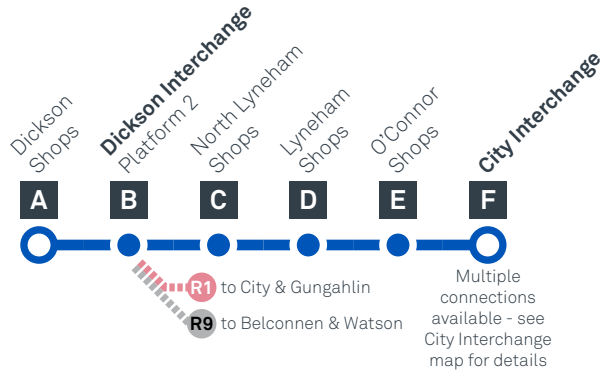 Dickson
Shops
Dickson Interchange
Platform 2
North Lyneham
Shops
Lyneham
Shops
O'Connor
Shops
City Interchange
A
B
C
D
E
F
R1 to City & Gungahlin
R9 to Belconnen & Watson
Multiple
connections
available - see
City Interchange
map for details